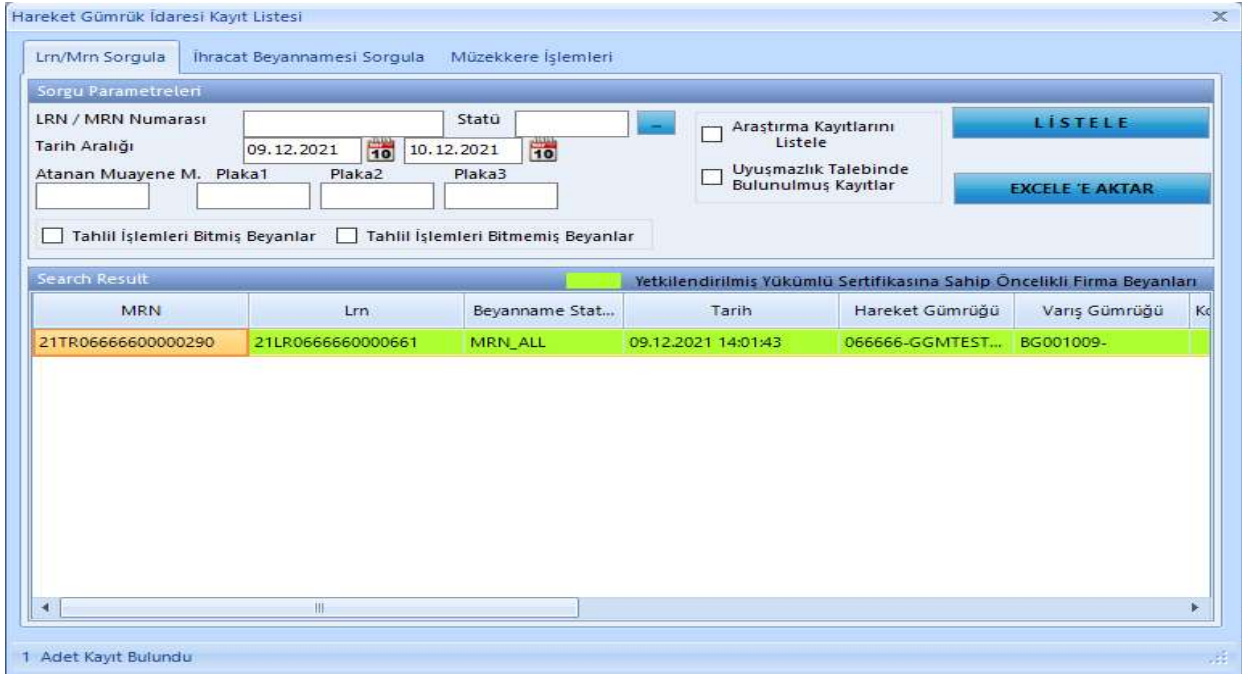 Hareket Gümrük İdaresi Kayıt Listesi
Lrn/Mrn Sorgula İhracat Beyannamesi Sorgula Müzekkere İşlemleri
Sorgu Parametreleri
LRN / MRN Numarası Statü ...
Tarih Aralığı 09.12.2021 10 10.12.2021 10
Atanan Muayene M. Plaka1 Plaka2 Plaka3
Araştırma Kayıtlarını
Listele
Uyuşmazlık Talebinde
Bulunulmuş Kayıtlar
LİSTELE
EXCELE 'E AKTAR
Tahlil İşlemleri Bitmiş Beyanlar Tahlil İşlemleri Bitmemiş Beyanlar
Search Result Yetkilendirilmiş Yükümlü Sertifikasına Sahip Öncelikli Firma Beyanları
MRN Lrn Beyanname Stat... Tarih Hareket Gümrüğü Varış Gümrüğü
21TR06666600000290 21LR0666660000661 MRN_ALL 09.12.2021 14:01:43 066666-GGMTEST... BG001009-
1 Adet Kayıt Bulundu